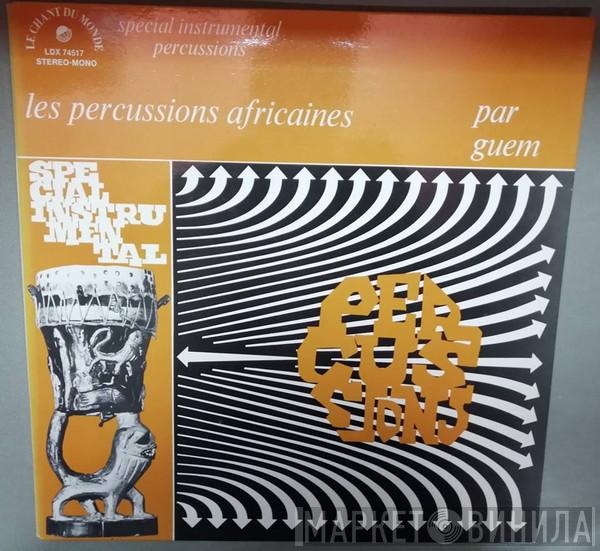 LE CHANT DU MONDE
LDX 74517
STEREO-MONO
special instrumental
percussions
les percussions africaines
par
guem
SPE
CIAL
INSTRU
MEN
TAL
PER
CUS
SIONS
МАРКЕТ ВИНИЛА